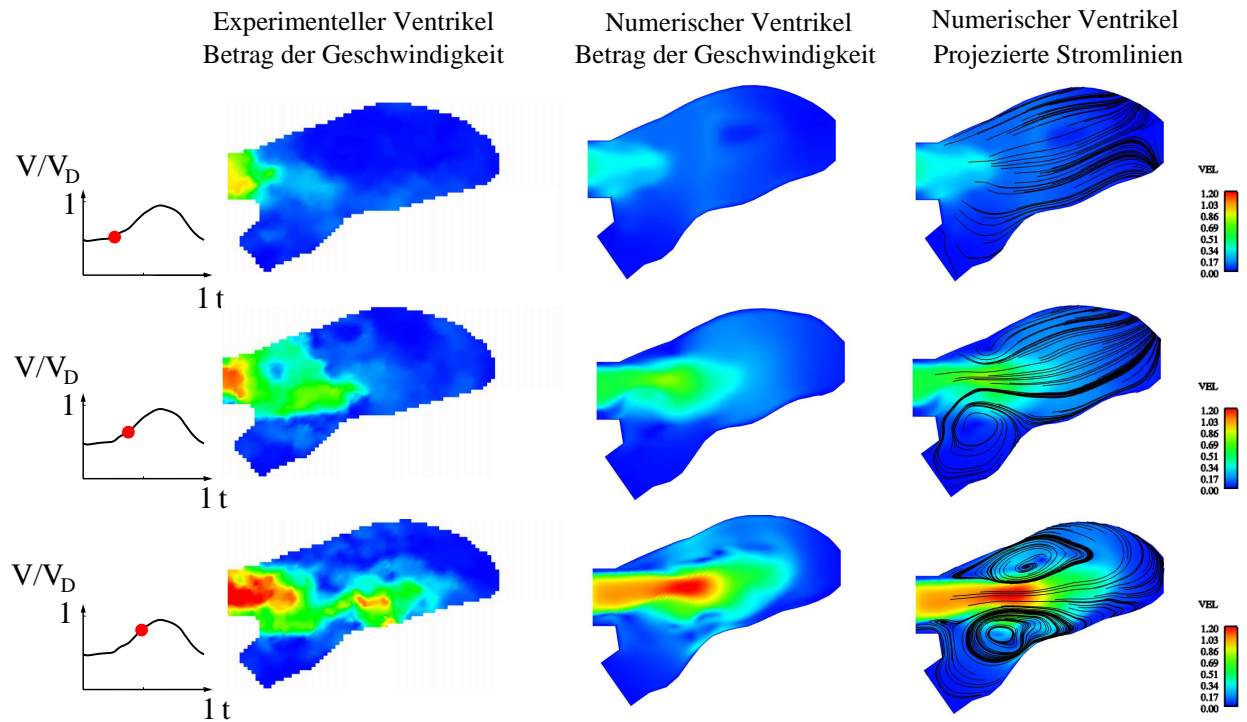 Experimenteller Ventrikel
Betrag der Geschwindigkeit
Numerischer Ventrikel
Betrag der Geschwindigkeit
Numerischer Ventrikel
Projezierte Stromlinien
V/V_D
1
1 t
VEL
1.20
1.03
0.86
0.69
0.51
0.34
0.17
0.00
V/V_D
1
1 t
VEL
1.20
1.03
0.86
0.69
0.51
0.34
0.17
0.00
V/V_D
1
1 t
VEL
1.20
1.03
0.86
0.69
0.51
0.34
0.17
0.00